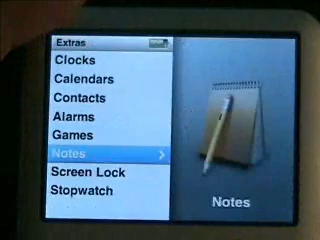 Extras
Clocks
Calendars
Contacts
Alarms
Games
Notes
Screen Lock
Stopwatch
Notes